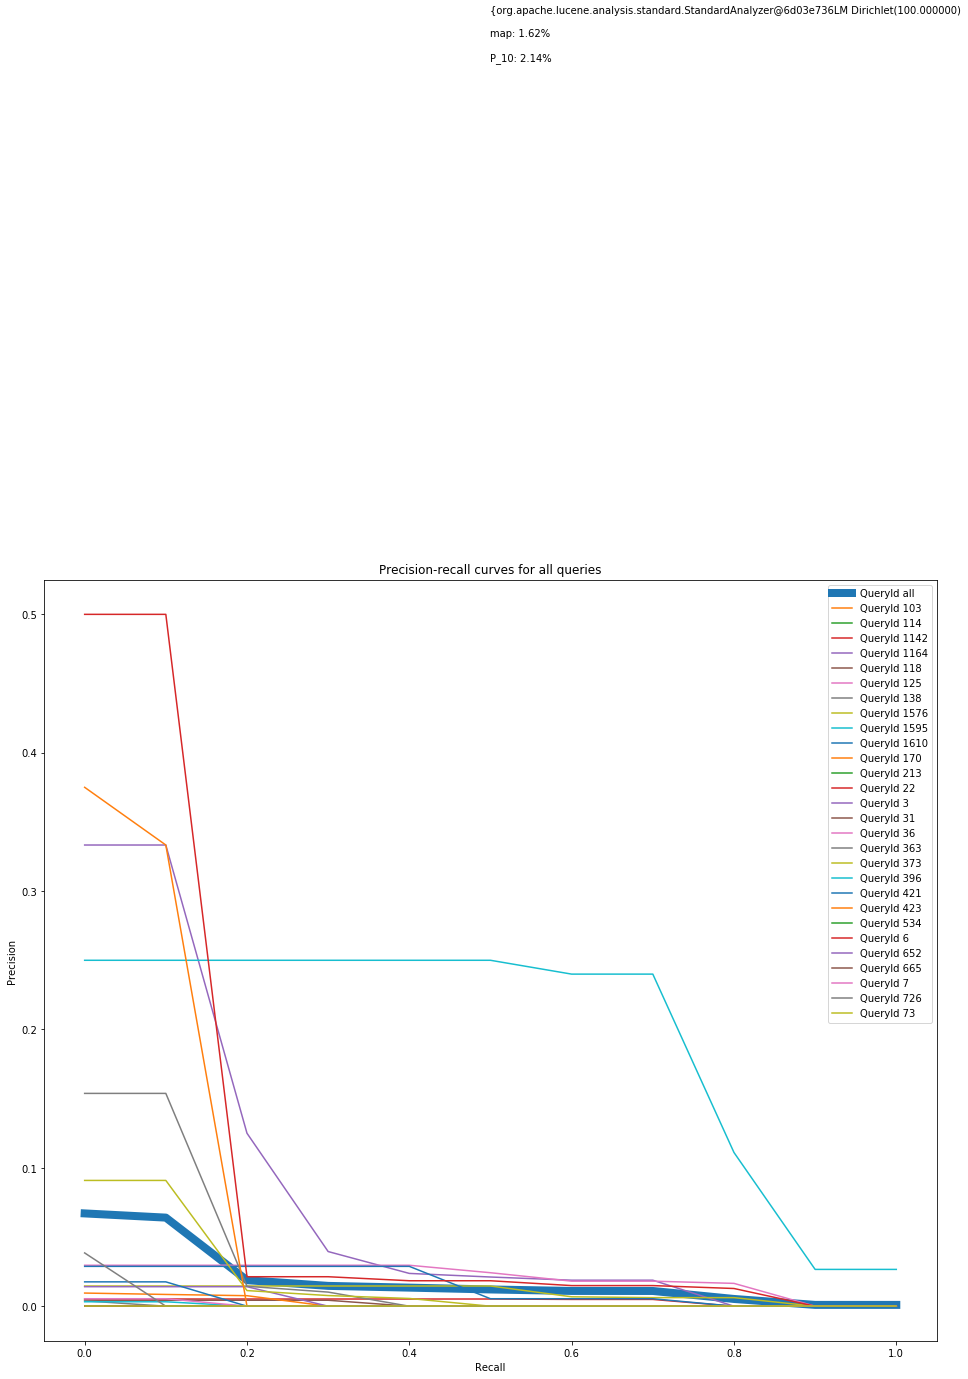 {org.apache.lucene.analysis.standard.StandardAnalyzer@6d03e736LM Dirichlet(100.000000)
map: 1.62%
P_10: 2.14%
Precision-recall curves for all queries
QueryId all
QueryId 103
QueryId 114
QueryId 1142
QueryId 1164
QueryId 118
QueryId 125
QueryId 138
QueryId 1576
QueryId 1595
QueryId 1610
QueryId 170
QueryId 213
QueryId 22
QueryId 3
QueryId 31
QueryId 36
QueryId 363
QueryId 373
QueryId 396
QueryId 421
QueryId 423
QueryId 534
QueryId 6
QueryId 652
QueryId 665
QueryId 7
QueryId 726
QueryId 73
0.5
0.4
0.3
0.2
0.1
0.0
Precision
0.0 0.2 0.4 0.6 0.8 1.0
Recall